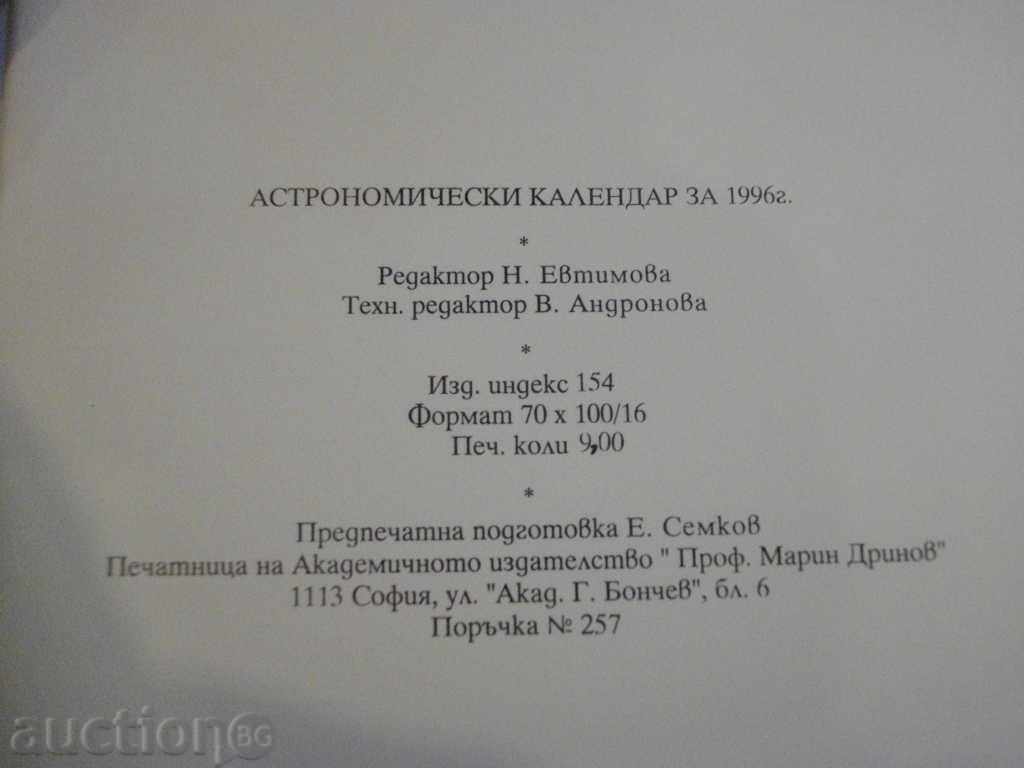 АСТРОНОМИЧЕСКИ КАЛЕНДАР ЗА 1996г.
*
Редактор Н. Евтимова
Техн. редактор В. Андронова
*
Изд. индекс 154
Формат 70 х 100/16
Печ. коли 9,00
*
Предпечатна подготовка Е. Семков
Печатница на Академичното издателство " Проф. Марин Дринов"
1113 София, ул. "Акад. Г. Бончев", бл. 6
Поръчка № 257
auction BG